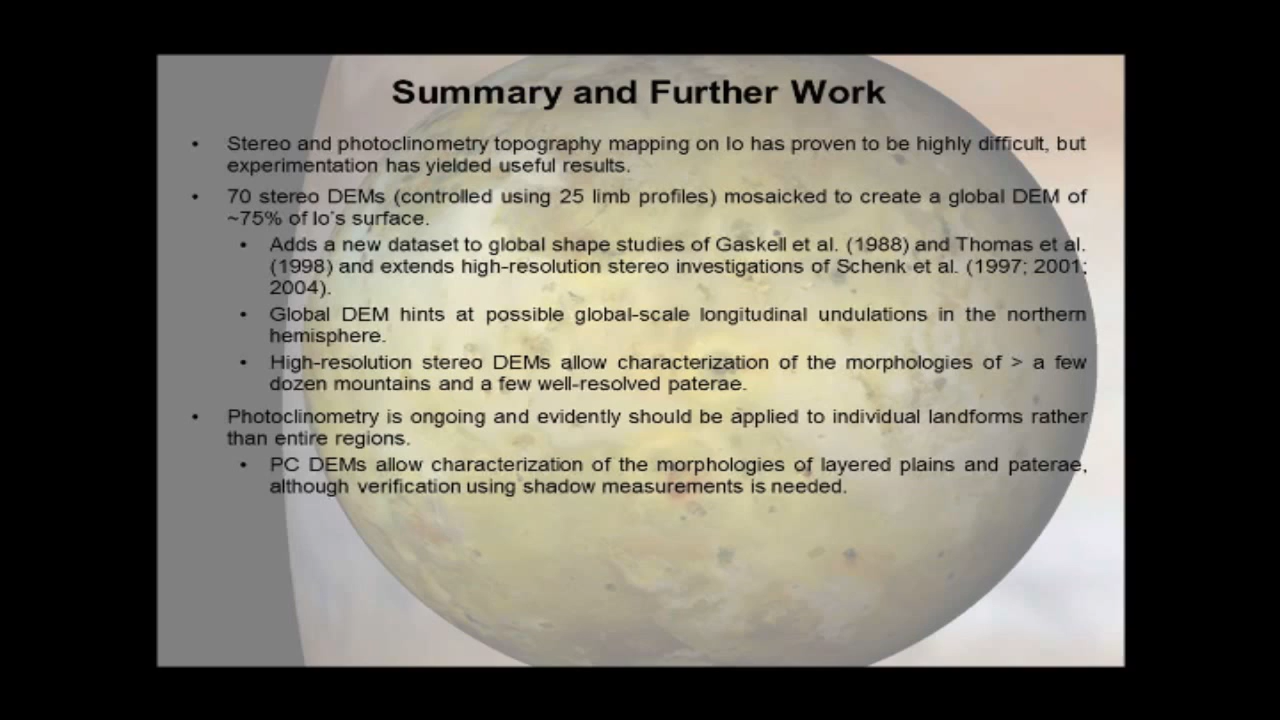 Summary and Further Work
• Stereo and photoclinometry topography mapping on Io has proven to be highly difficult, but
experimentation has yielded useful results.
• 70 stereo DEMs (controlled using 25 limb profiles) mosaicked to create a global DEM of
~75% of Io's surface.
• Adds a new dataset to global shape studies of Gaskell et al. (1988) and Thomas et al.
(1998) and extends high-resolution stereo investigations of Schenk et al. (1997; 2001;
2004).
• Global DEM hints at possible global-scale longitudinal undulations in the northern
hemisphere.
• High-resolution stereo DEMs allow characterization of the morphologies of > a few
dozen mountains and a few well-resolved paterae.
• Photoclinometry is ongoing and evidently should be applied to individual landforms rather
than entire regions.
• PC DEMs allow characterization of the morphologies of layered plains and paterae,
although verification using shadow measurements is needed.